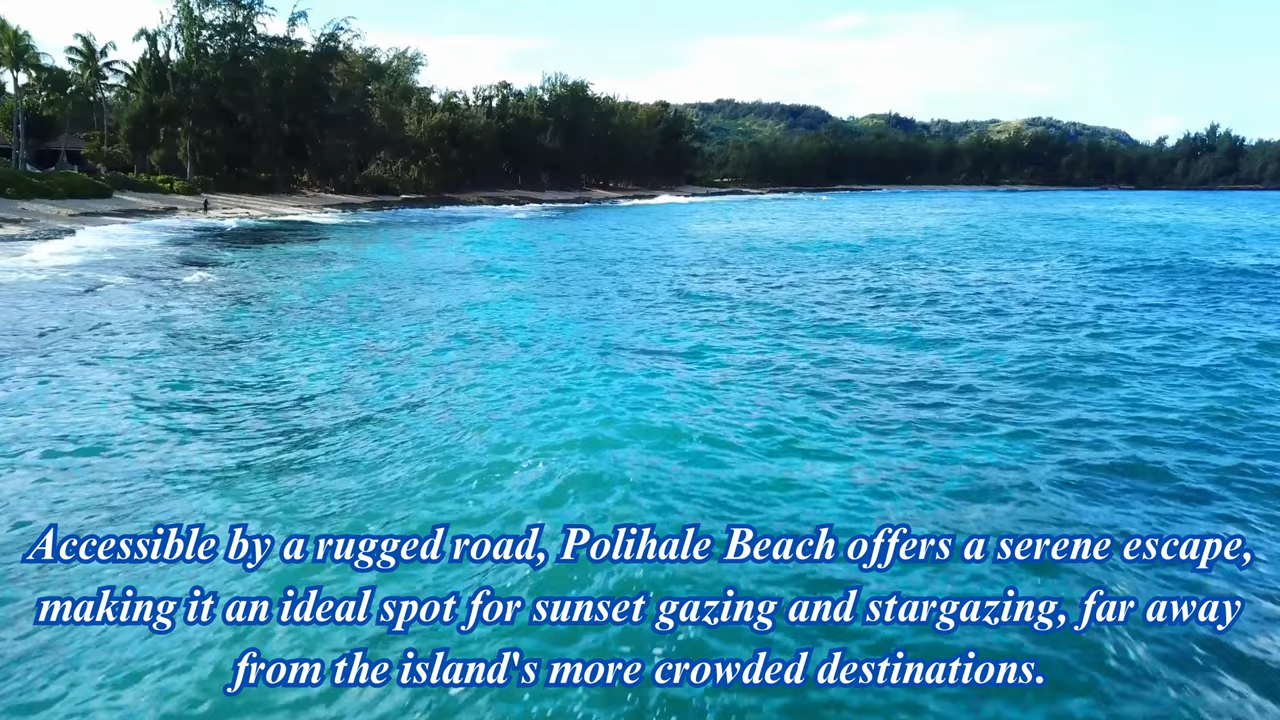 Accessible by a rugged road, Polihale Beach offers a serene escape,
making it an ideal spot for sunset gazing and stargazing, far away
from the island's more crowded destinations.